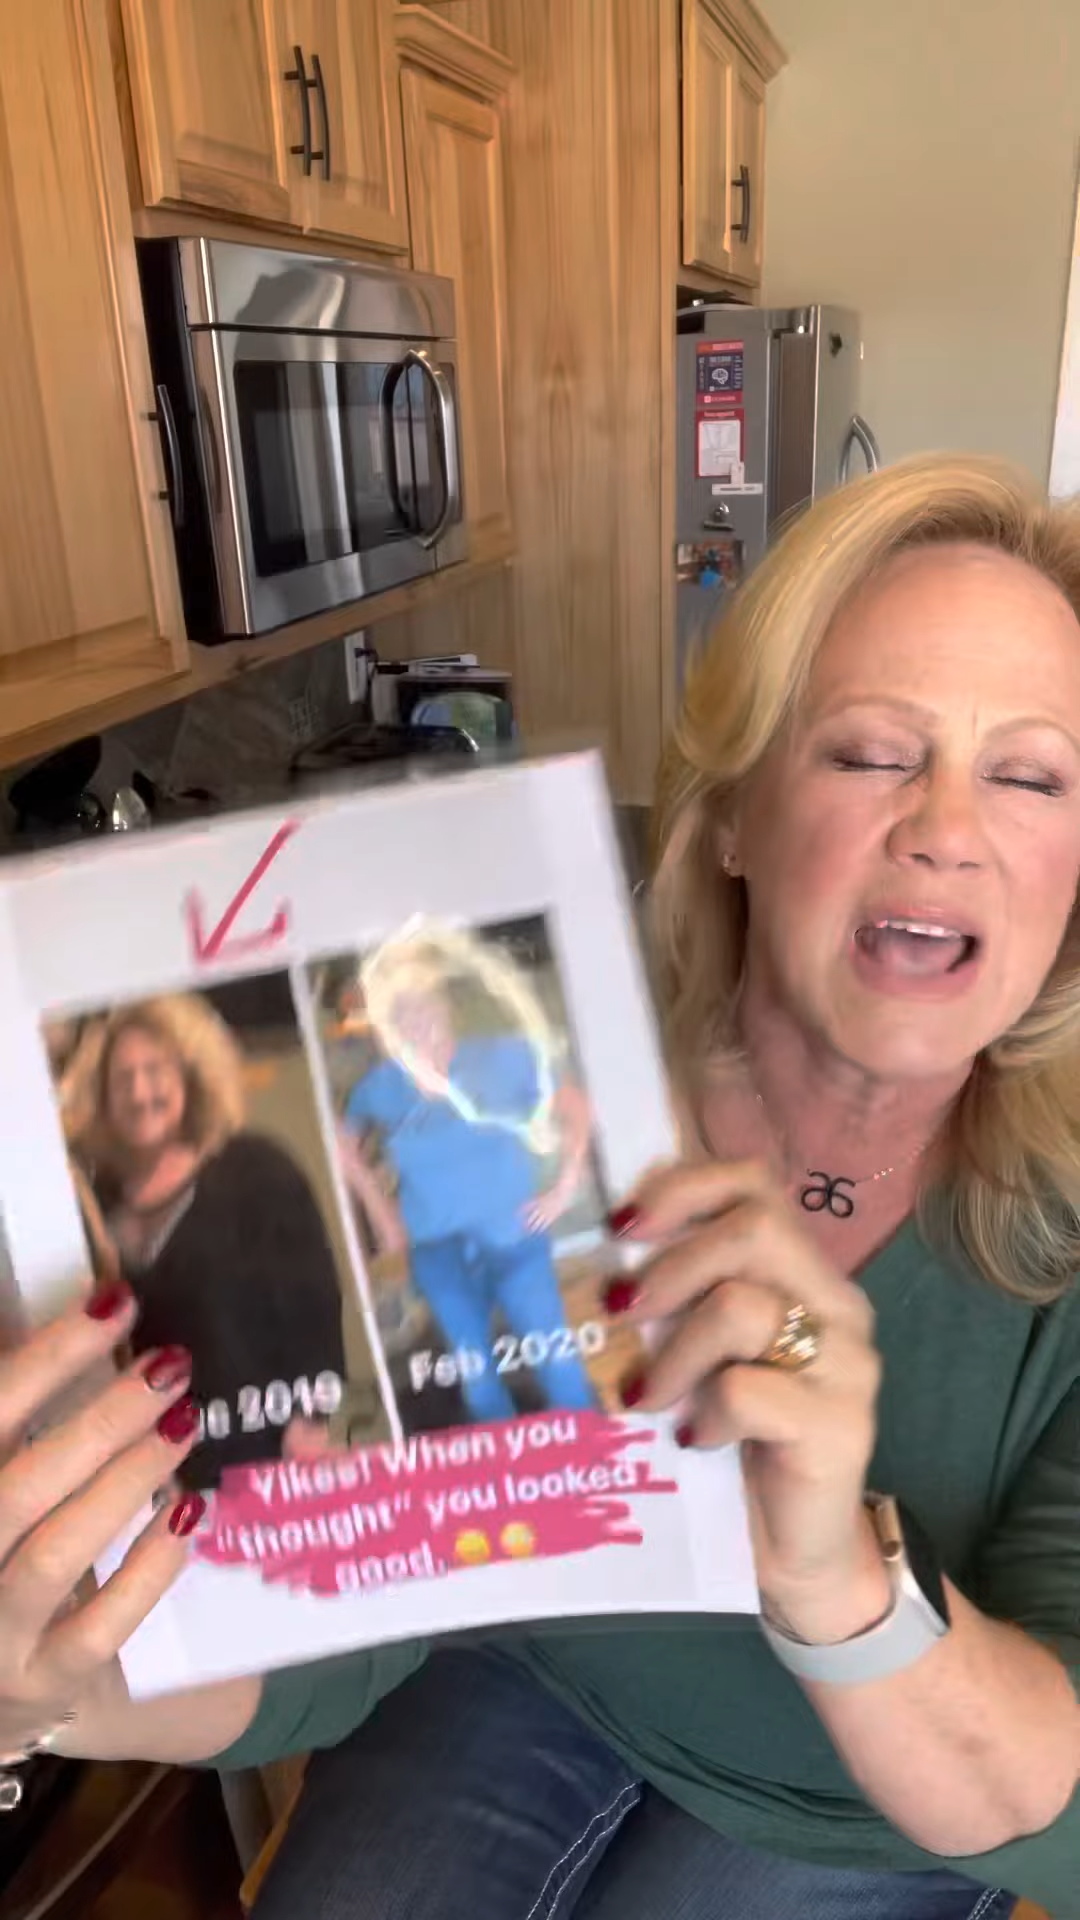 2019
Feb 2020
Yikes! When you
"thought" you looked
good. 😬 😬